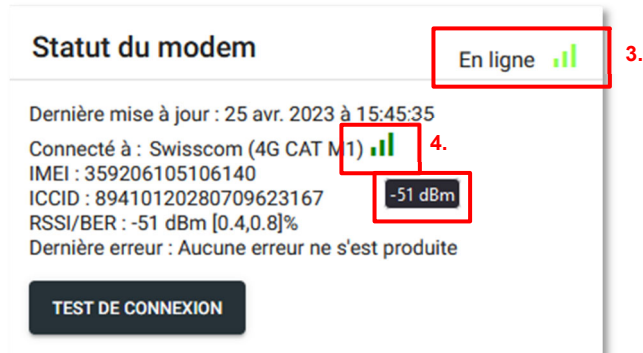 Statut du modem
En ligne
3.
Dernière mise à jour : 25 avr. 2023 à 15:45:35
Connecté à : Swisscom (4G CAT M1)
4.
IMEI : 359206105106140
ICCID : 89410120280709623167
-51 dBm
RSSI/BER : -51 dBm [0.4,0.8]%
Dernière erreur : Aucune erreur ne s'est produite
TEST DE CONNEXION